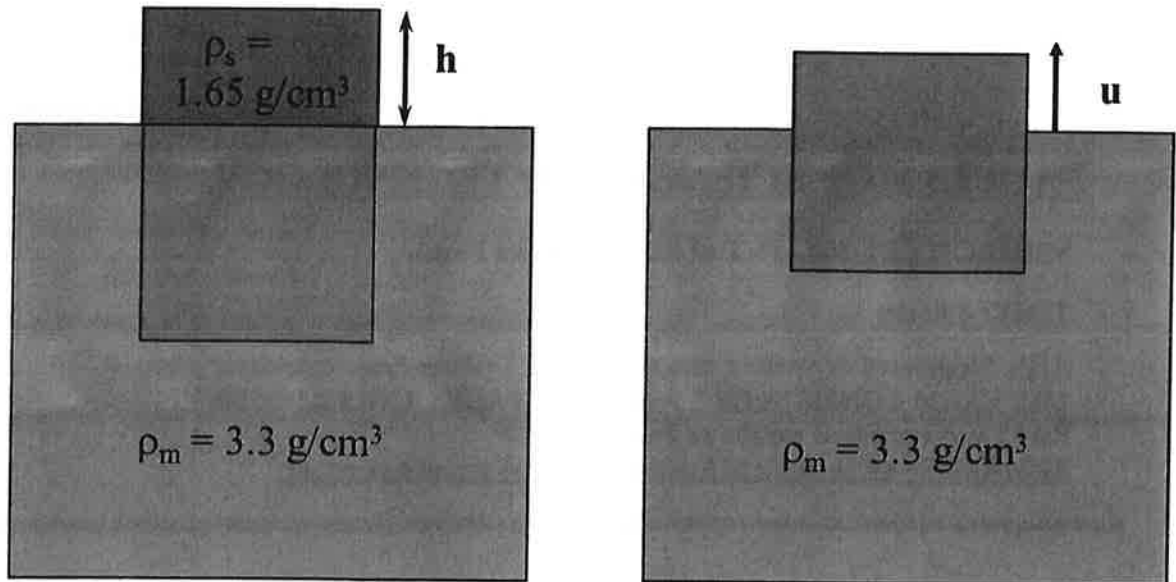 ρₛ =
1.65 g/cm³
h
u
ρₘ = 3.3 g/cm³
ρₘ = 3.3 g/cm³